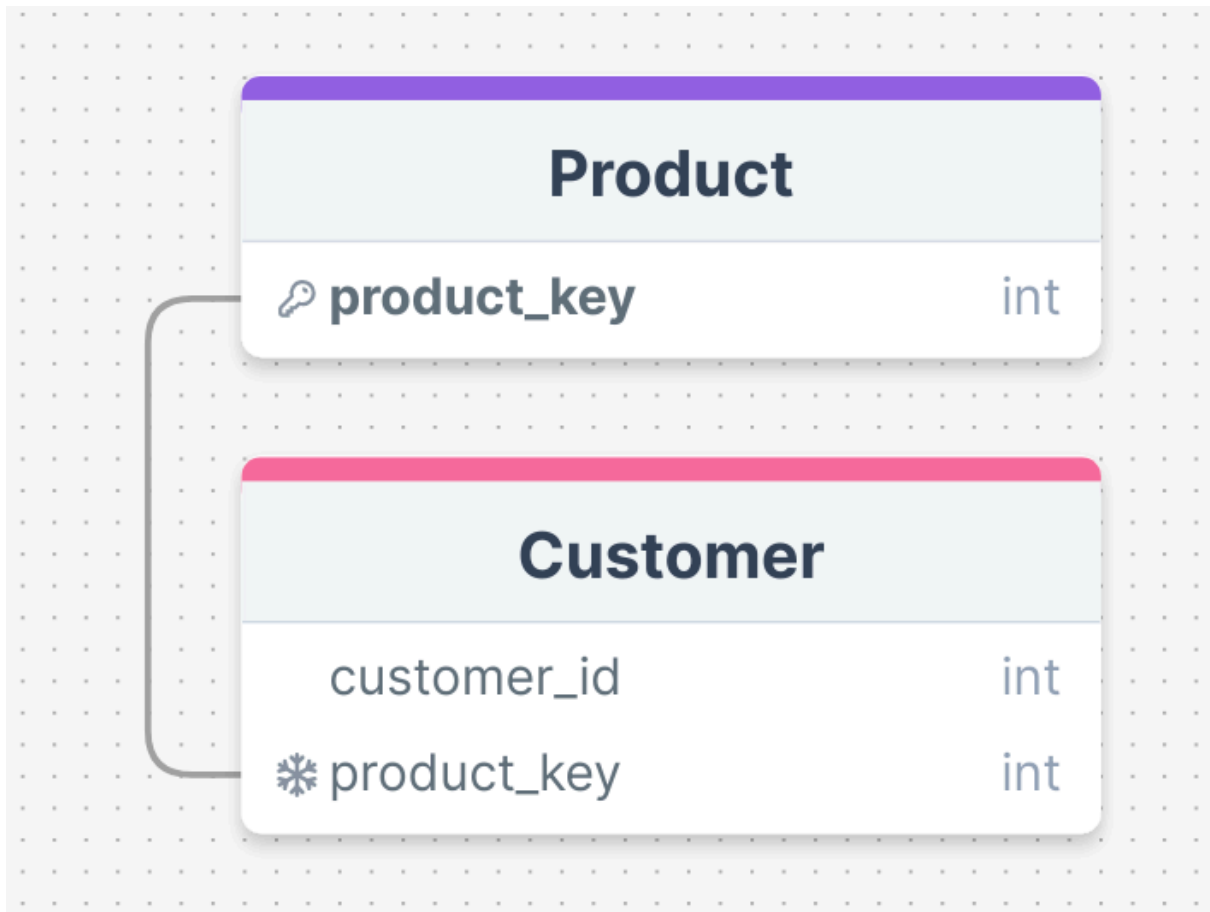 Product
product_key int
Customer
customer_id int
product_key int